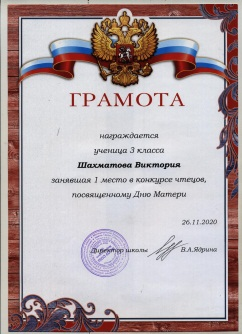 ГРАМОТА
награждается
ученица 3 класса
Шахматова Виктория
занявшая 1 место в конкурсе чтецов,
посвященному Дню Матери
26.11.2020
Директор школы В.А.Ядрина